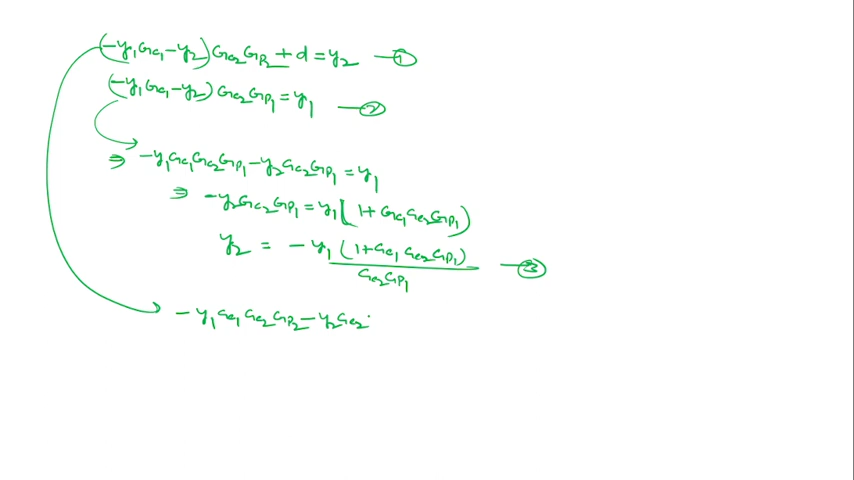 (-y₁Gc₁-y₂)Gc₂Gp₂+d=y₂ —①
(-y₁Gc₁-y₂)Gc₂Gp₁=y₁ —②
⇒ -y₁Gc₁Gc₂Gp₁-y₂Gc₂Gp₁=y₁
⇒ -y₂Gc₂Gp₁=y₁(1+Gc₁Gc₂Gp₁)
y₂ = -y₁(1+Gc₁Gc₂Gp₁) —③
Gc₂Gp₁
-y₁Gc₁Gc₂Gp₂-y₂Gc₂